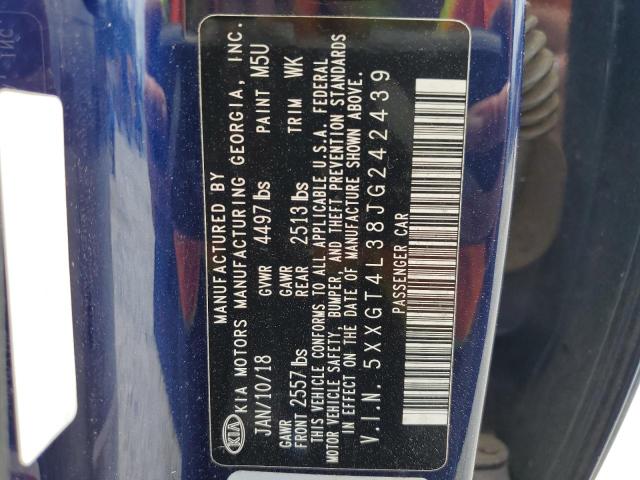 MANUFACTURED BY
KIA KIA MOTORS MANUFACTURING GEORGIA, INC.
JAN/10/18 GVWR 4497 lbs PAINT M5U
GAWR FRONT 2557 lbs GAWR REAR 2513 lbs TRIM WK
THIS VEHICLE CONFORMS TO ALL APPLICABLE U.S.A. FEDERAL
MOTOR VEHICLE SAFETY, BUMPER, AND THEFT PREVENTION STANDARDS
IN EFFECT ON THE DATE OF MANUFACTURE SHOWN ABOVE.
V.I.N. 5XXGT4L38JG242439
PASSENGER CAR